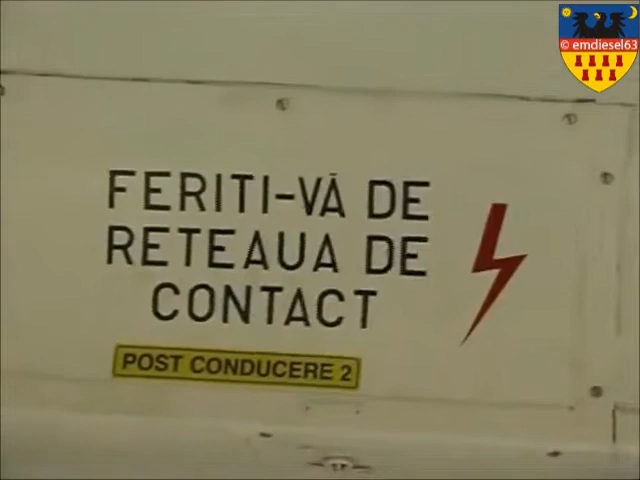 © emdiesel63
FERITI-VĂ DE
RETEAUA DE
CONTACT
POST CONDUCERE 2